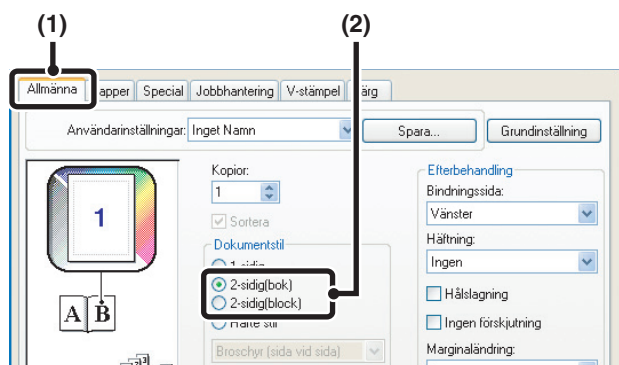 (1) (2)
Allmänna apper Special Jobbhantering V-stämpel ärg
Användarinställningar: Inget Namn Spara... Grundinställning
Kopior:
1
Sortera
Dokumentstil
2-sidig(bok)
2-sidig(block)
Broschyr (sida vid sida)
Efterbehandling
Bindningssida:
Vänster
Häftning:
Ingen
Hålslagning
Ingen förskjutning
Marginaländring:
1
A B